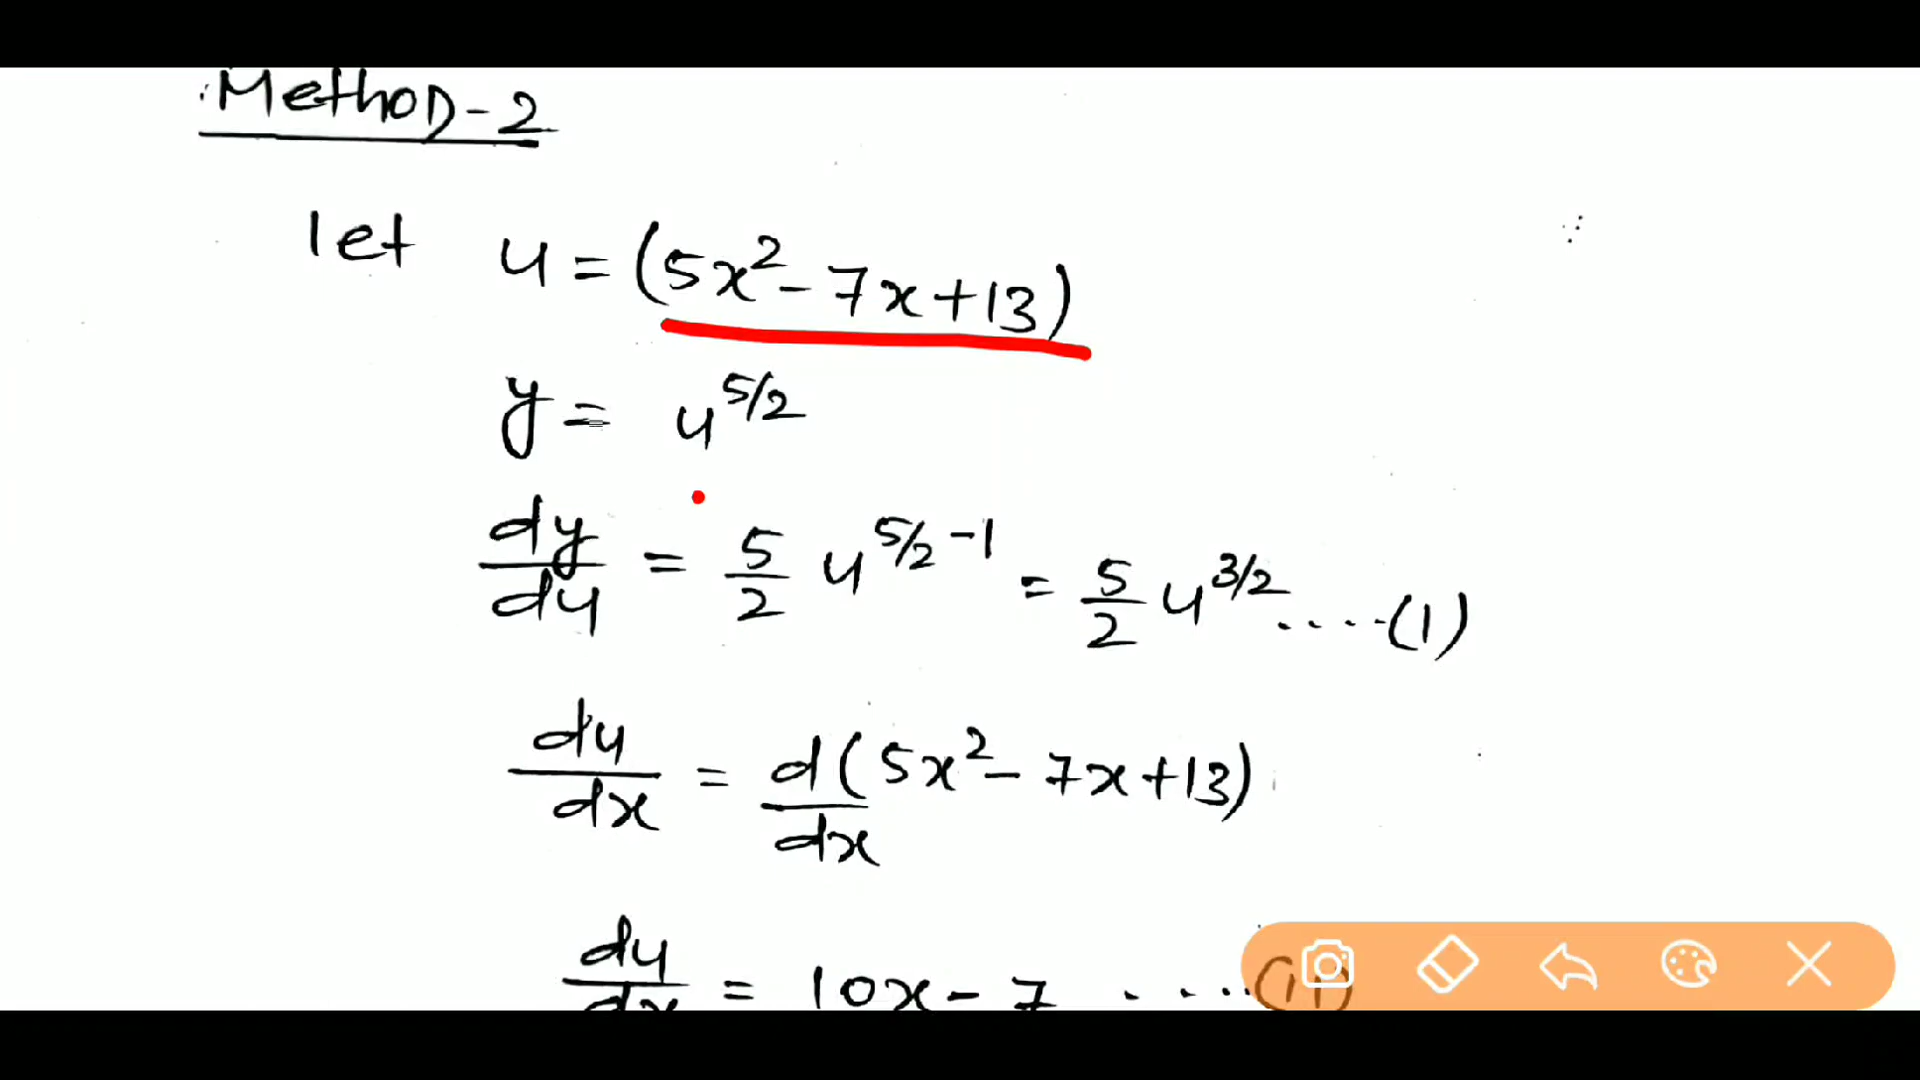 Method-2
let u = (5x²- 7x+13)
y = u^5/2
dy/du = 5/2 u^5/2 -1 = 5/2 u^3/2 ....(1)
du/dx = d/dx (5x²- 7x+13)
du/dx = 10x - 7 ....(11)